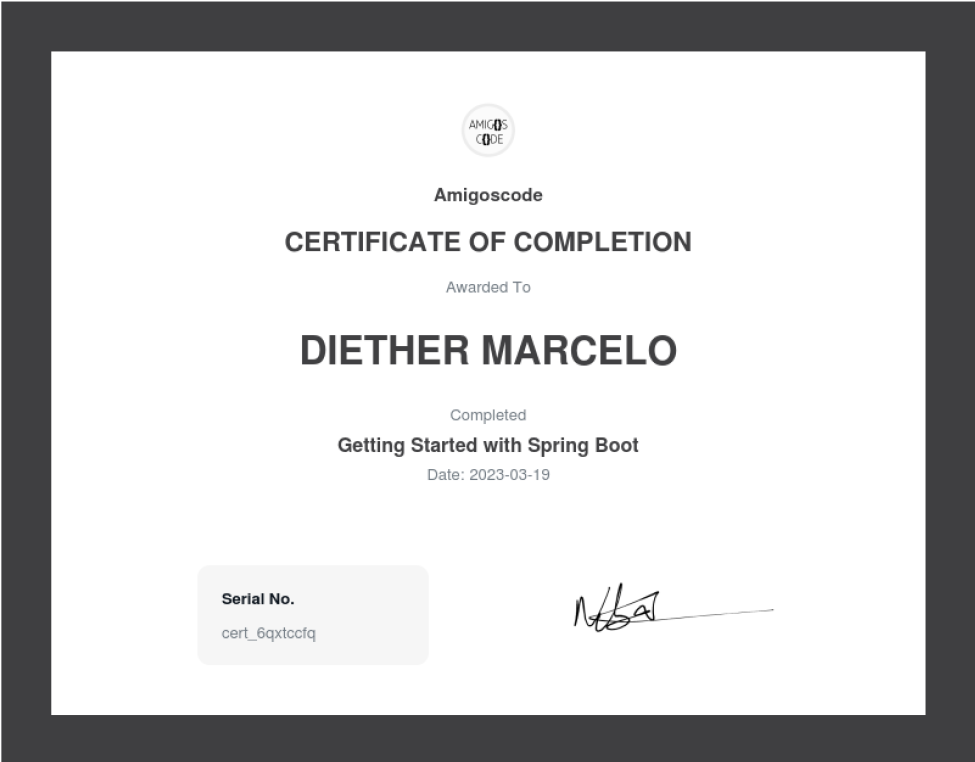 AMIGOS
CODE
Amigoscode
CERTIFICATE OF COMPLETION
Awarded To
DIETHER MARCELO
Completed
Getting Started with Spring Boot
Date: 2023-03-19
Serial No.
cert_6qxtccfq